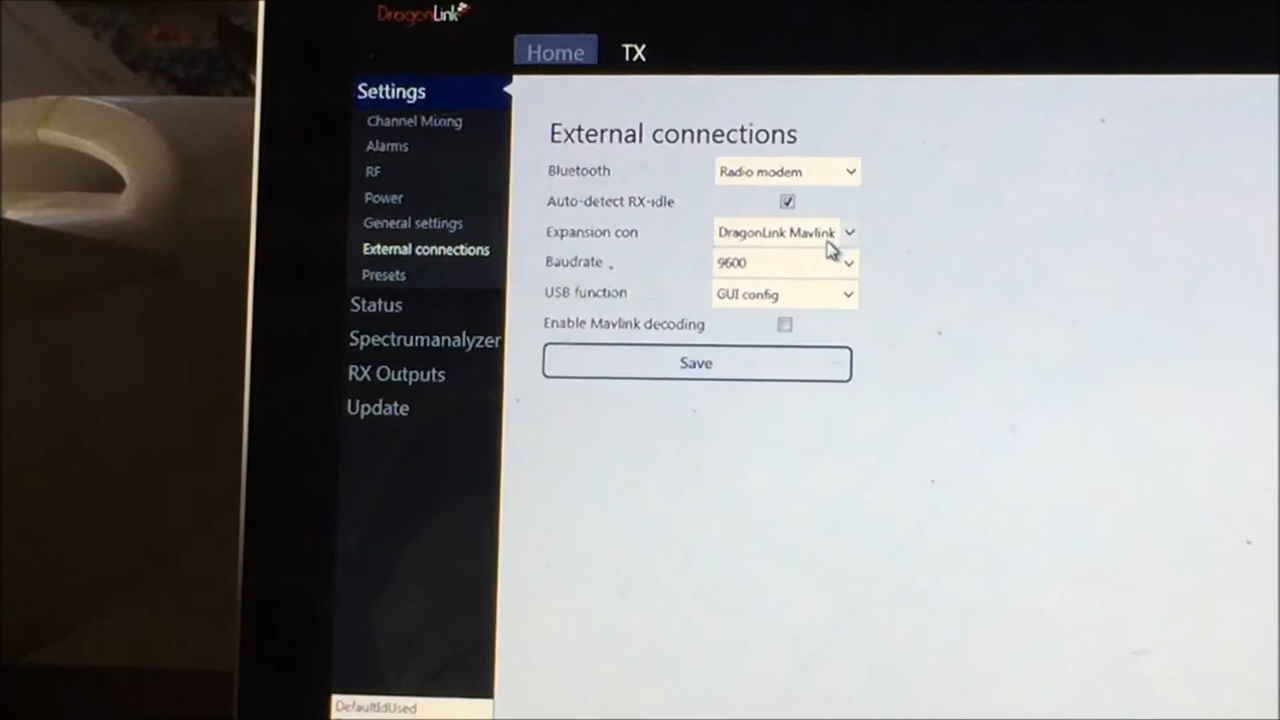 DragonLink
Home TX
Settings
Channel Mixing
Alarms
RF
Power
General settings
External connections
Presets
Status
Spectrumanalyzer
RX Outputs
Update
DefaultIdUsed
External connections
Bluetooth Radio modem
Auto-detect RX-idle
Expansion con DragonLink Mavlink
Baudrate 9600
USB function GUI config
Enable Mavlink decoding
Save